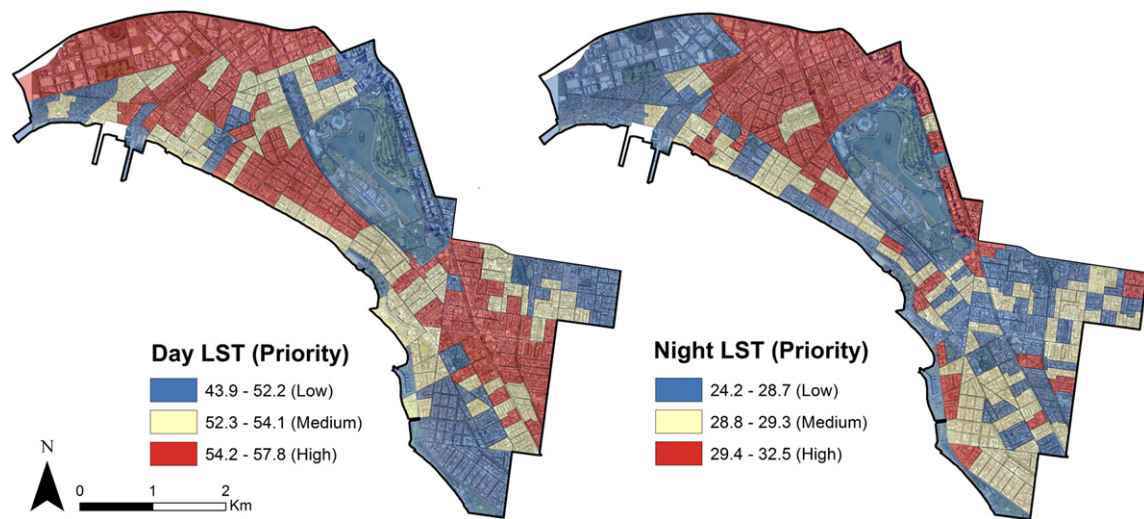 Day LST (Priority)
43.9 - 52.2 (Low)
52.3 - 54.1 (Medium)
54.2 - 57.8 (High)
Night LST (Priority)
24.2 - 28.7 (Low)
28.8 - 29.3 (Medium)
29.4 - 32.5 (High)
N
0 1 2
Km